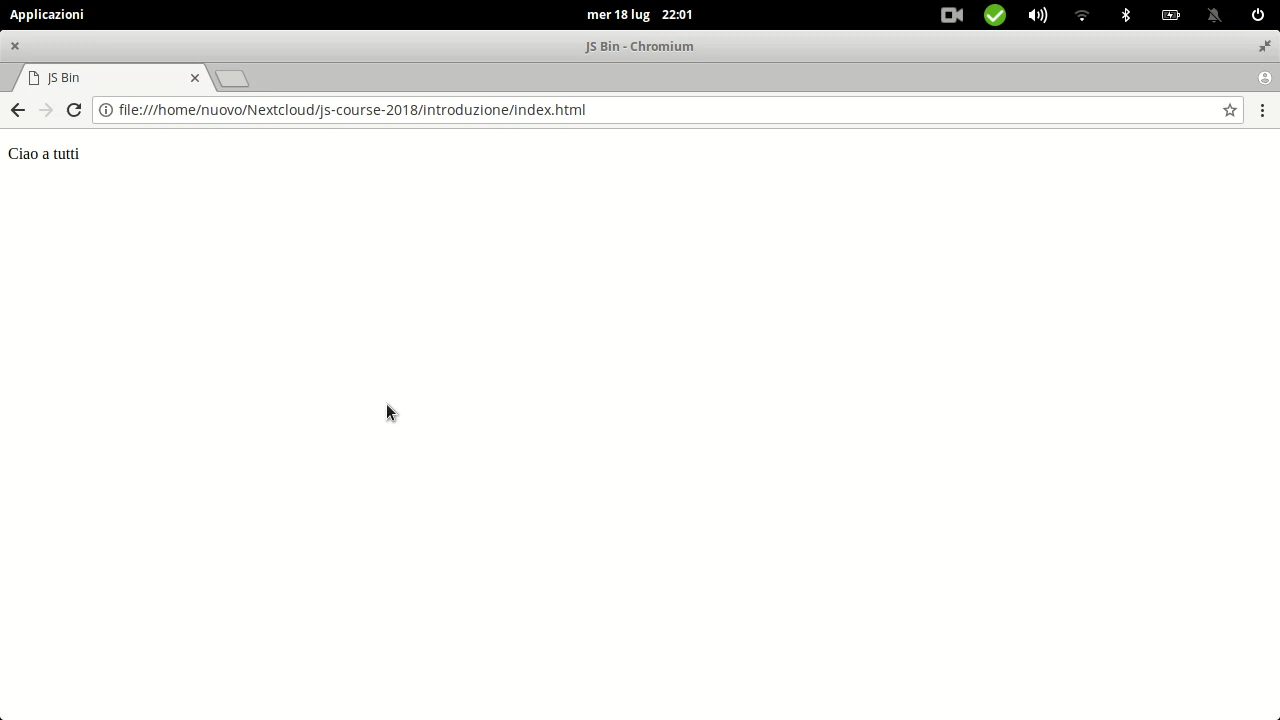 Applicazioni
mer 18 lug 22:01
JS Bin - Chromium
JS Bin
file:///home/nuovo/Nextcloud/js-course-2018/introduzione/index.html
Ciao a tutti